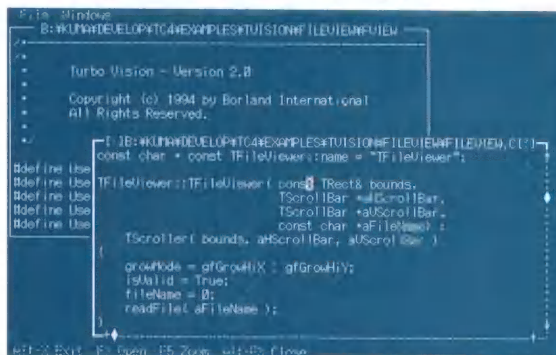 File Windows
B:¥KUMA¥DEVELOP¥TC4¥EXAMPLES¥TVISION¥FILEVIEW¥FVIEW
/*
Turbo Vision - Version 2.0
Copyright (c) 1994 by Borland International
All Rights Reserved.
B:¥KUMA¥DEVELOP¥TC4¥EXAMPLES¥TVISION¥FILEVIEW¥FILEVIEW.C
const char * const TFileViewer::name = "TFileViewer";
#define Use
#define Use
#define Use
#define Use
TFileViewer::TFileViewer( const TRect& bounds,
TScrollBar *aHScrollBar,
TScrollBar *aVScrollBar,
const char *aFileName) :
TScroller( bounds, aHScrollBar, aVScrollBar )
{
growMode = gfGrowHiX | gfGrowHiY;
isValid = True;
fileName = 0;
readFile( aFileName );
}
Alt-X Exit F3 Open F5 Zoom Alt-F3 Close